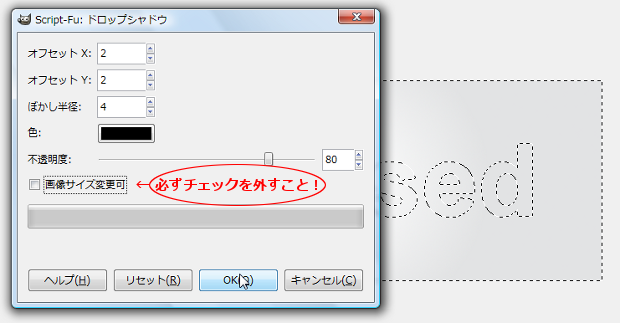 Script-Fu: ドロップシャドウ
オフセット X: 2
オフセット Y: 2
ぼかし半径: 4
色:
不透明度: 80
画像サイズ変更可 ←必ずチェックを外すこと!
ヘルプ(H) リセット(R) OK(O) キャンセル(C)
sed